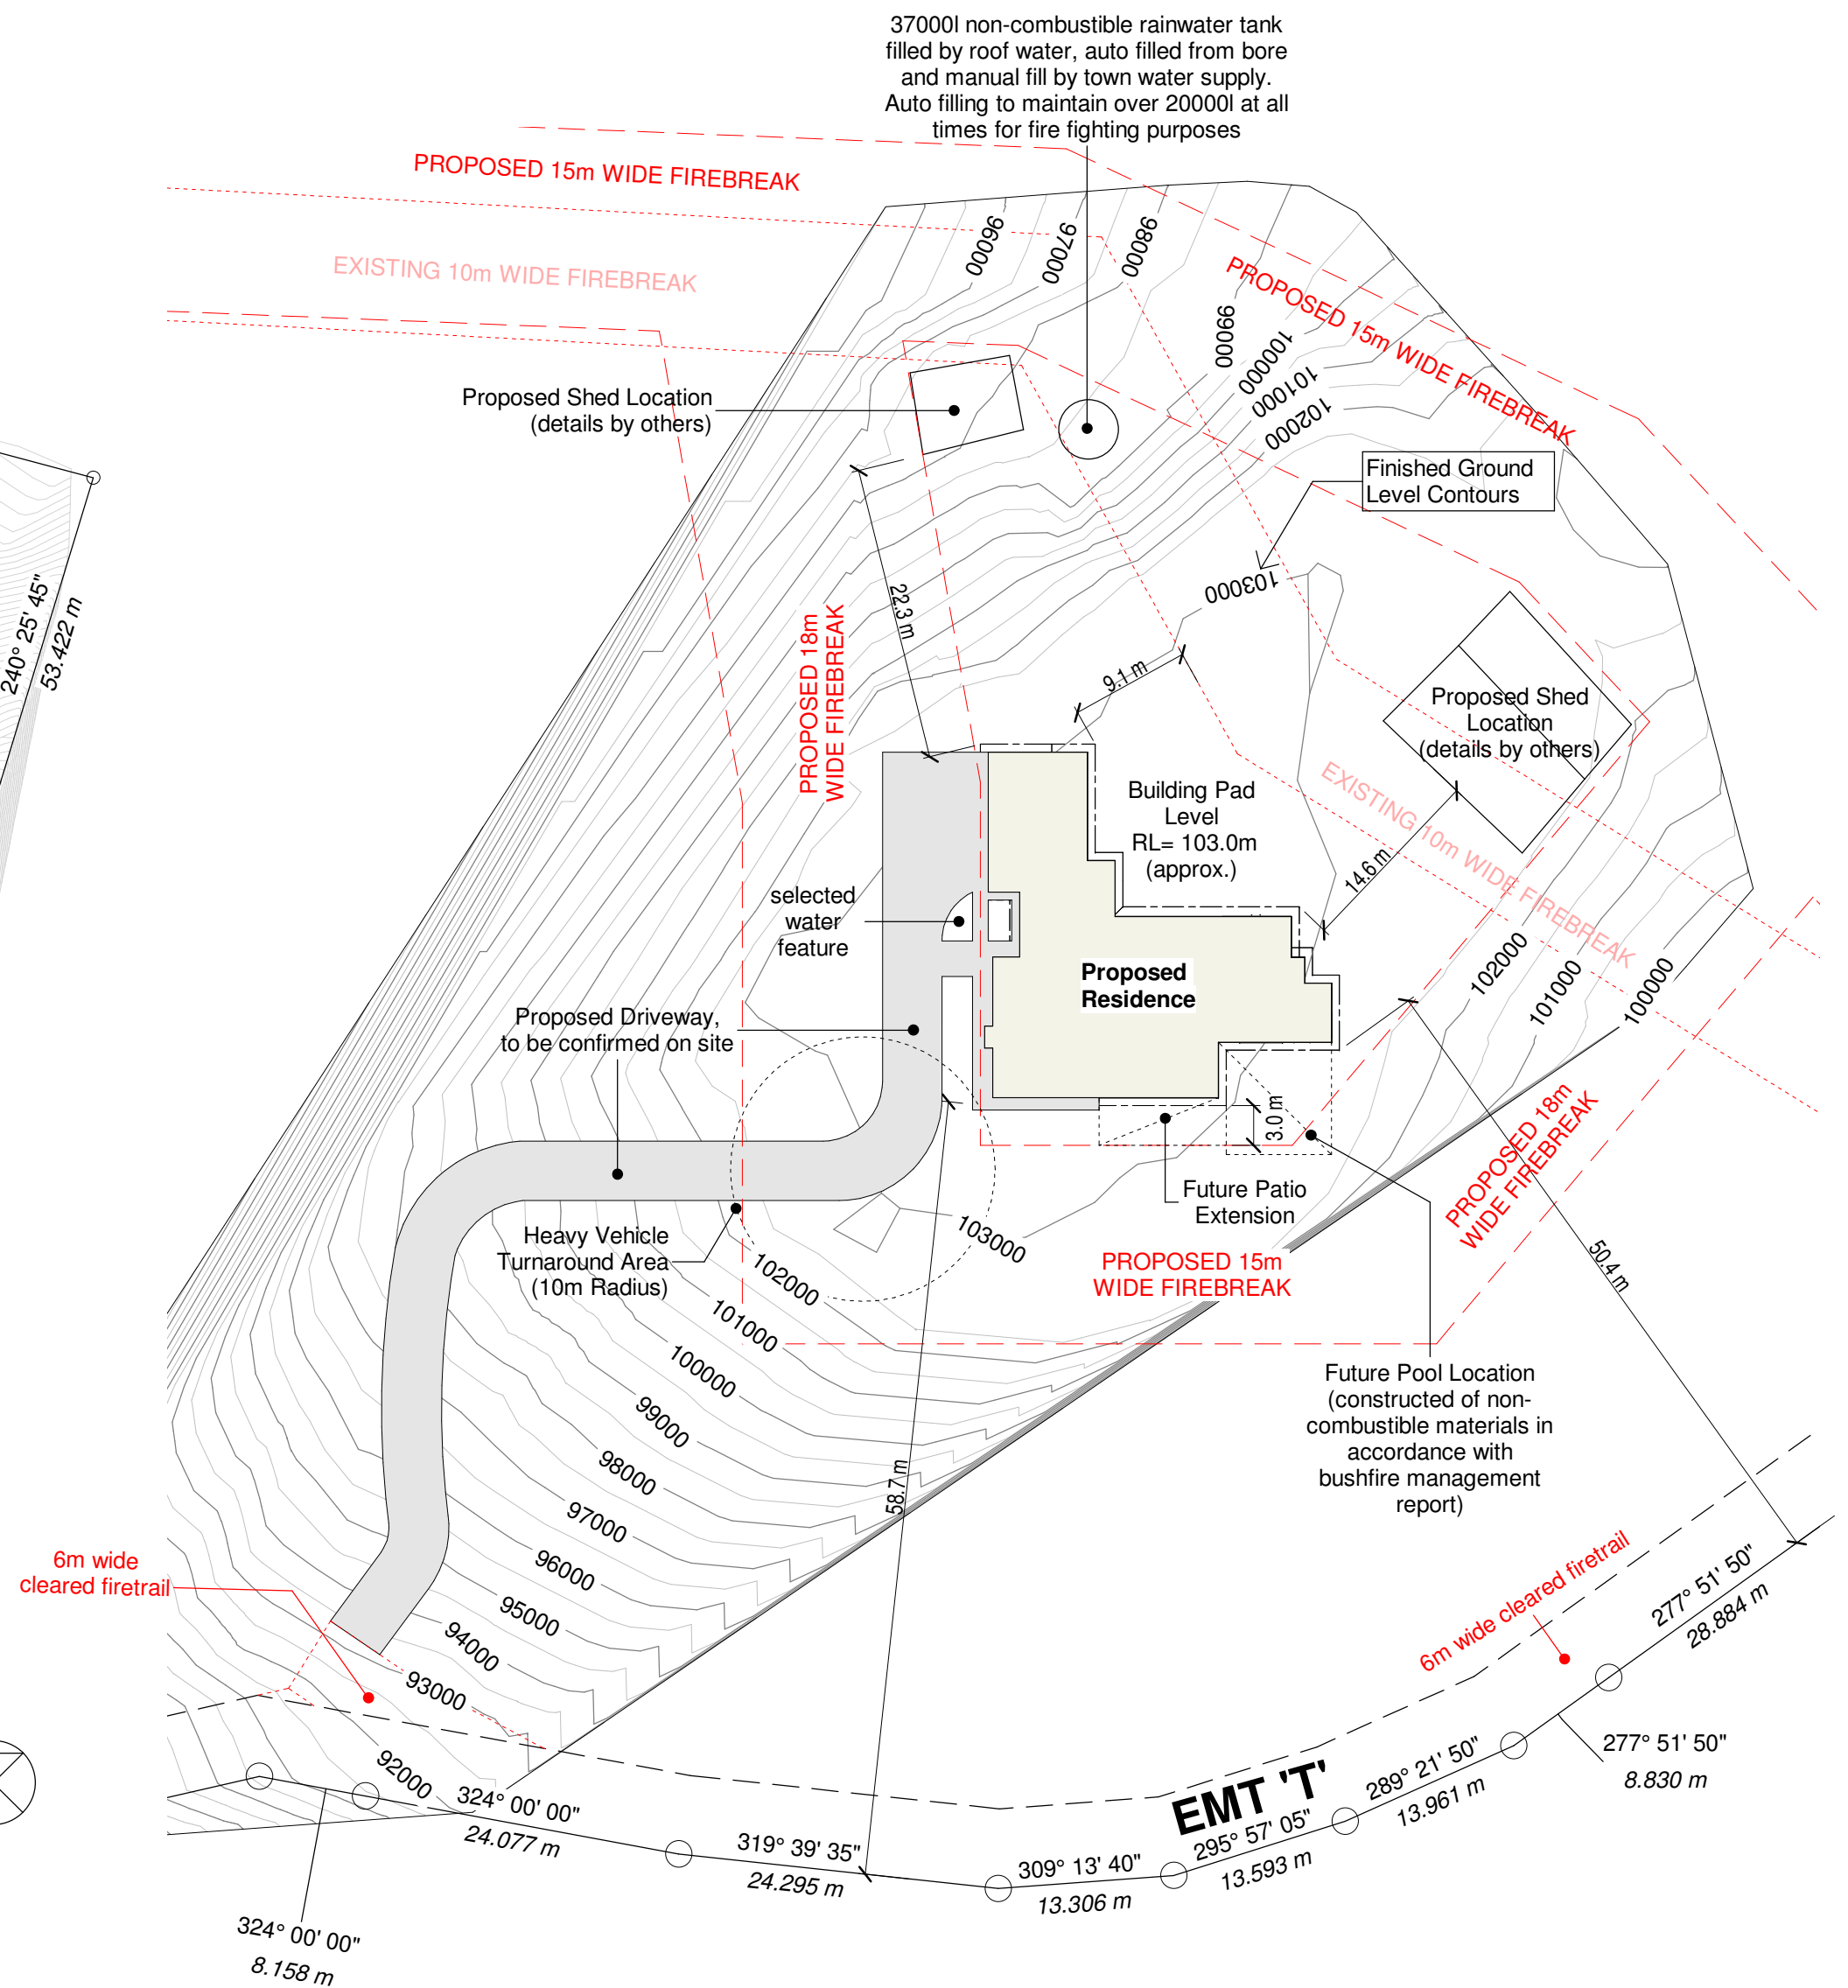 37000l non-combustible rainwater tank
filled by roof water, auto filled from bore
and manual fill by town water supply.
Auto filling to maintain over 20000l at all
times for fire fighting purposes
PROPOSED 15m WIDE FIREBREAK
EXISTING 10m WIDE FIREBREAK
96000
97000
98000
99000
100000
101000
102000
PROPOSED 15m WIDE FIREBREAK
Proposed Shed Location
(details by others)
Finished Ground
Level Contours
103000
240° 25' 45"
53.422 m
22.3 m
PROPOSED 18m
WIDE FIREBREAK
9.1 m
Proposed Shed
Location
(details by others)
Building Pad
Level
RL= 103.0m
(approx.)
EXISTING 10m WIDE FIREBREAK
14.6 m
selected
water
feature
Proposed
Residence
102000
101000
100000
Proposed Driveway,
to be confirmed on site
3.0 m
PROPOSED 18m
WIDE FIREBREAK
Future Patio
Extension
Heavy Vehicle
Turnaround Area
(10m Radius)
103000
102000
101000
100000
99000
98000
97000
96000
95000
94000
93000
92000
PROPOSED 15m
WIDE FIREBREAK
50.4 m
Future Pool Location
(constructed of non-
combustible materials in
accordance with
bushfire management
report)
58.7 m
6m wide
cleared firetrail
6m wide cleared firetrail
277° 51' 50"
28.884 m
277° 51' 50"
8.830 m
EMT 'T'
289° 21' 50"
13.961 m
295° 57' 05"
13.593 m
309° 13' 40"
13.306 m
319° 39' 35"
24.295 m
324° 00' 00"
24.077 m
324° 00' 00"
8.158 m